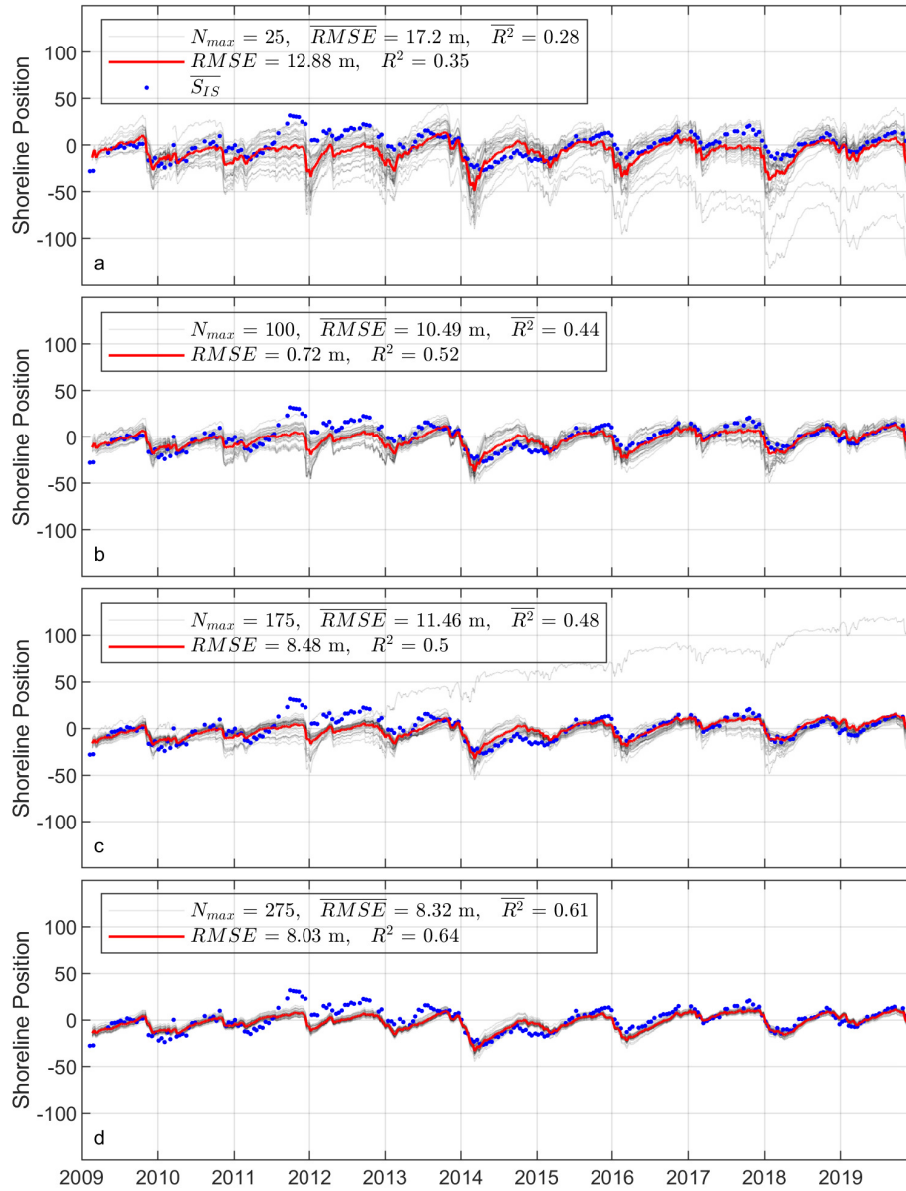 N_max = 25, RMSE = 17.2 m, R² = 0.28
RMSE = 12.88 m, R² = 0.35
S_IS
100
50
0
-50
-100
Shoreline Position
a
N_max = 100, RMSE = 10.49 m, R² = 0.44
RMSE = 0.72 m, R² = 0.52
100
50
0
-50
-100
Shoreline Position
b
N_max = 175, RMSE = 11.46 m, R² = 0.48
RMSE = 8.48 m, R² = 0.5
100
50
0
-50
-100
Shoreline Position
c
N_max = 275, RMSE = 8.32 m, R² = 0.61
RMSE = 8.03 m, R² = 0.64
100
50
0
-50
-100
Shoreline Position
d
2009 2010 2011 2012 2013 2014 2015 2016 2017 2018 2019